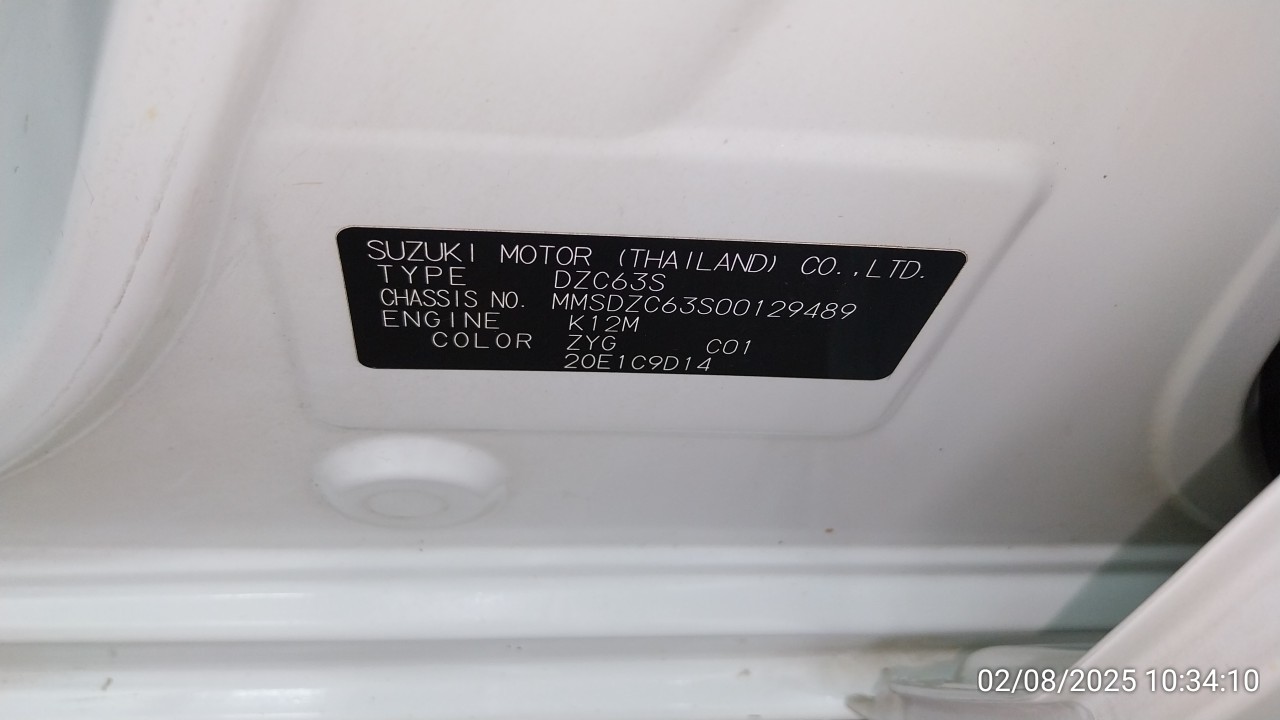 SUZUKI MOTOR (THAILAND) CO.,LTD.
TYPE DZC63S
CHASSIS NO. MMSDZC63S00129489
ENGINE K12M
COLOR ZYG C01
20E1C9D14
02/08/2025 10:34:10